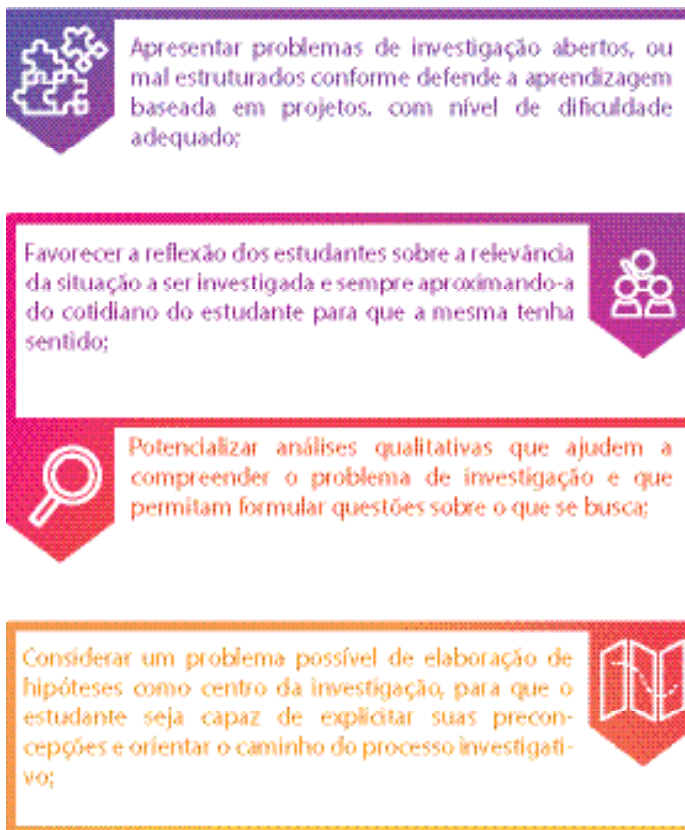 Apresentar problemas de investigação abertos, ou
mal estruturados conforme defende a aprendizagem
baseada em projetos, com nível de dificuldade
adequado;
Favorecer a reflexão dos estudantes sobre a relevância
da situação a ser investigada e sempre aproximando-a
do cotidiano do estudante para que a mesma tenha
sentido;
Potencializar análises qualitativas que ajudem a
compreender o problema de investigação e que
permitam formular questões sobre o que se busca;
Considerar um problema possível de elaboração de
hipóteses como centro da investigação, para que o
estudante seja capaz de explicitar suas precon-
cepções e orientar o caminho do processo investigati-
vo;